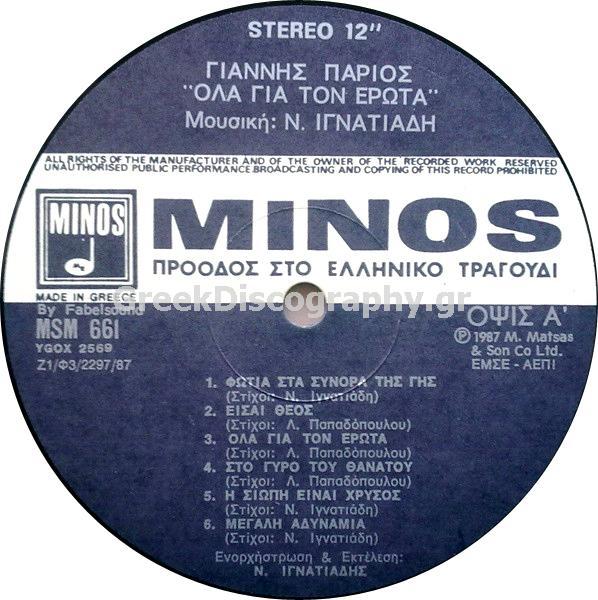 STEREO 12"
ΓΙΑΝΝΗΣ ΠΑΡΙΟΣ
"ΟΛΑ ΓΙΑ ΤΟΝ ΕΡΩΤΑ"
Μουσική: Ν. ΙΓΝΑΤΙΑΔΗ
ALL RIGHTS OF THE MANUFACTURER AND OF THE OWNER OF THE RECORDED WORK RESERVED
UNAUTHORISED PUBLIC PERFORMANCE BROADCASTING AND COPYING OF THIS RECORD PROHIBITED
MINOS
MINOS
ΠΡΟΟΔΟΣ ΣΤΟ ΕΛΛΗΝΙΚΟ ΤΡΑΓΟΥΔΙ
MADE IN GREECE
GreekDiscography.gr
By Fabelsound
MSM 661
YGOX 2569
Z1/Φ3/2297/87
ΟΨΙΣ Α'
Ⓟ1987 M. Matsas
& Son Co Ltd.
ΕΜΣΕ - ΑΕΠΙ
1. ΦΩΤΙΑ ΣΤΑ ΣΥΝΟΡΑ ΤΗΣ ΓΗΣ
(Στίχοι: Ν. Ιγνατιάδη)
2. ΕΙΣΑΙ ΘΕΟΣ
(Στίχοι: Λ. Παπαδόπουλου)
3. ΟΛΑ ΓΙΑ ΤΟΝ ΕΡΩΤΑ
(Στίχοι: Λ. Παπαδόπουλου)
4. ΣΤΟ ΓΥΡΟ ΤΟΥ ΘΑΝΑΤΟΥ
(Στίχοι: Λ. Παπαδόπουλου)
5. Η ΣΙΩΠΗ ΕΙΝΑΙ ΧΡΥΣΟΣ
(Στίχοι: Ν. Ιγνατιάδη)
6. ΜΕΓΑΛΗ ΑΔΥΝΑΜΙΑ
(Στίχοι: Ν. Ιγνατιάδη)
Ενορχήστρωση & Εκτέλεση:
Ν. ΙΓΝΑΤΙΑΔΗΣ